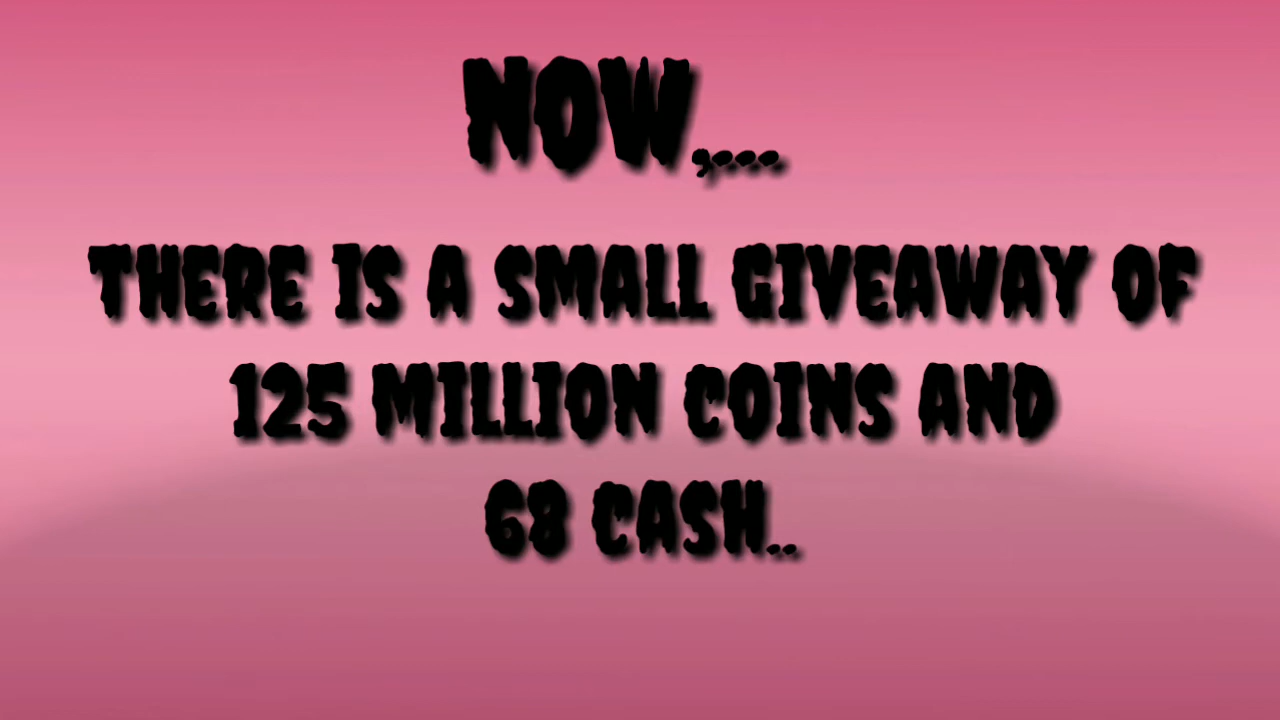 NOW,...
THERE IS A SMALL GIVEAWAY OF
125 MILLION COINS AND
68 CASH..